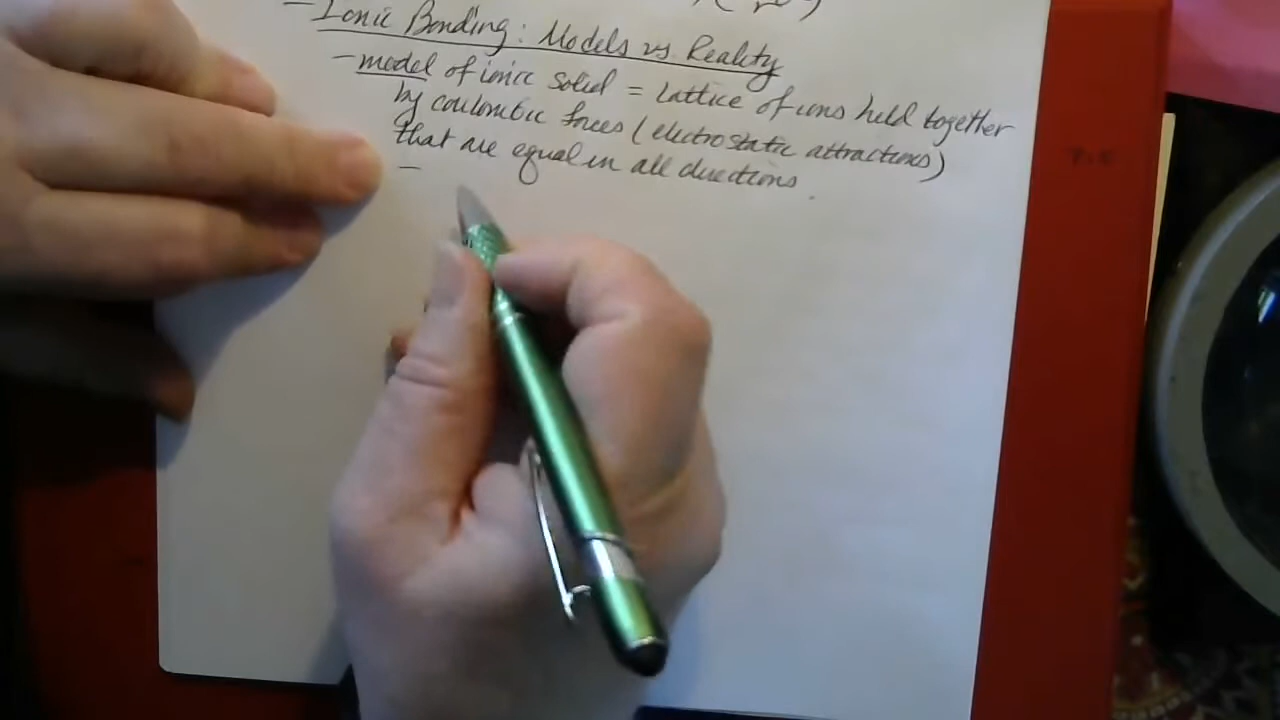 - Ionic Bonding: Models vs Reality
- model of ionic solid = lattice of ions held together
by coulombic forces (electrostatic attractions)
that are equal in all directions.
-